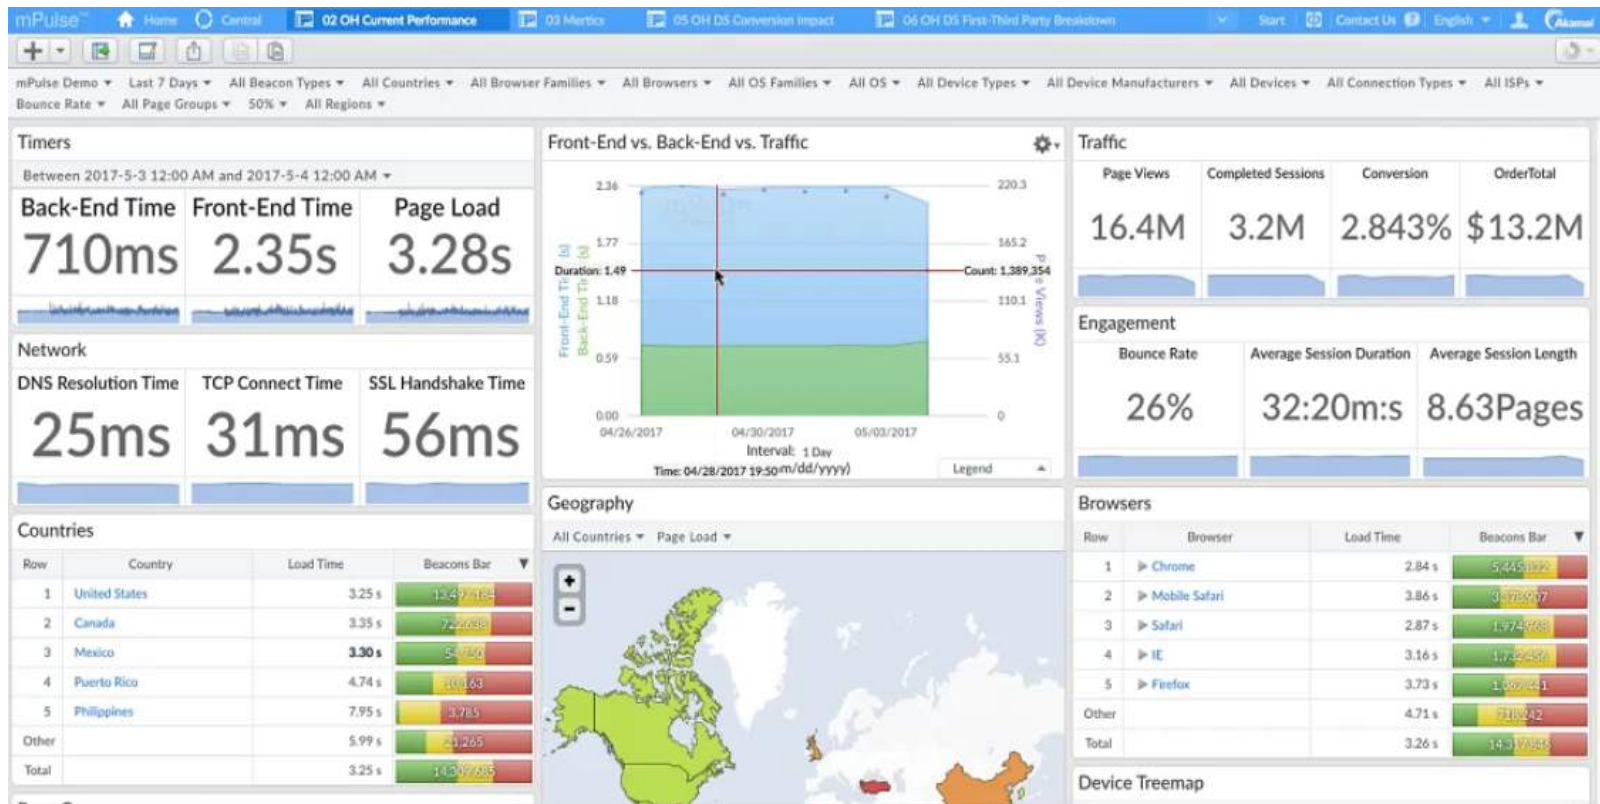 mPulse Home Central 02 OH Current Performance 03 Mertics 05 OH DS Conversion Impact 06 OH DS First-Third Party Breakdown Start Contact Us English Akamai
mPulse Demo Last 7 Days All Beacon Types All Countries All Browser Families All Browsers All OS Families All OS All Device Types All Device Manufacturers All Devices All Connection Types All ISPs
Bounce Rate All Page Groups 50% All Regions
Timers
Between 2017-5-3 12:00 AM and 2017-5-4 12:00 AM
Back-End Time Front-End Time Page Load
710ms 2.35s 3.28s
Network
DNS Resolution Time TCP Connect Time SSL Handshake Time
25ms 31ms 56ms
Countries
Row Country Load Time Beacons Bar
1 United States 3.25 s
2 Canada 3.35 s
3 Mexico 3.30 s
4 Puerto Rico 4.74 s
5 Philippines 7.95 s 3,785
Other 5.99 s 21,265
Total 3.25 s
Front-End vs. Back-End vs. Traffic
2.36 220.3
1.77 165.2
Duration: 1.49 Count: 1,389,354
1.18 110.1
0.59 55.1
0.00 0
Front-End
Back-End
Views (K)
04/26/2017 04/30/2017 05/03/2017
Interval: 1 Day
Time: 04/28/2017 19:50 m/dd/yyyy)
Legend
Geography
All Countries Page Load
+
-
Traffic
Page Views Completed Sessions Conversion OrderTotal
16.4M 3.2M 2.843% $13.2M
Engagement
Bounce Rate Average Session Duration Average Session Length
26% 32:20m:s 8.63Pages
Browsers
Row Browser Load Time Beacons Bar
1 Chrome 2.84 s
2 Mobile Safari 3.86 s
3 Safari 2.87 s
4 IE 3.16 s
5 Firefox 3.73 s
Other 4.71 s
Total 3.26 s
Device Treemap